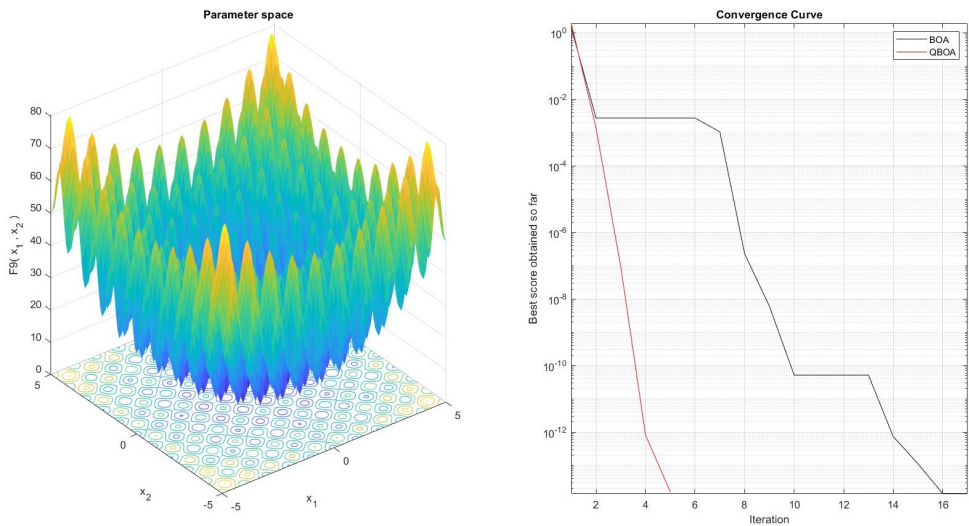 Parameter space
80
70
60
50
40
30
20
10
0
F9( x1 , x2 )
5
0
-5
x2
-5
0
5
x1
Convergence Curve
BOA
QBOA
10^0
10^-2
10^-4
10^-6
10^-8
10^-10
10^-12
Best score obtained so far
2 4 6 8 10 12 14 16
Iteration